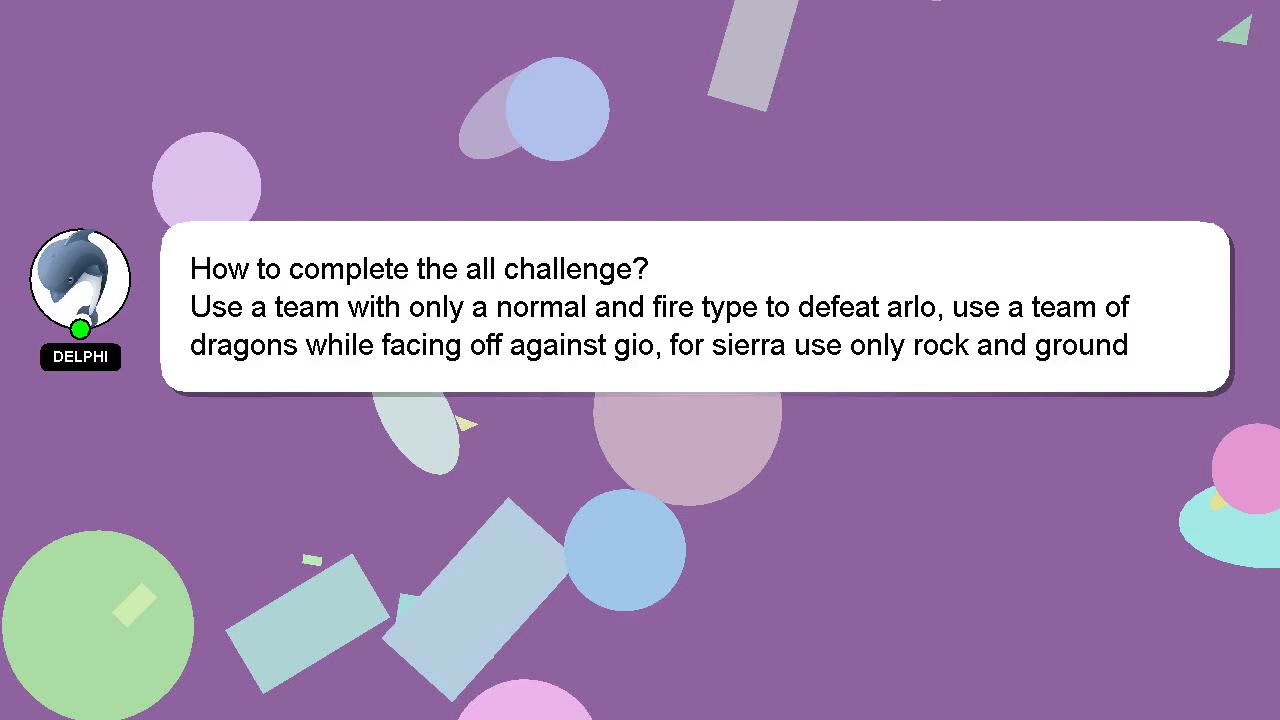 How to complete the all challenge?
Use a team with only a normal and fire type to defeat arlo, use a team of
dragons while facing off against gio, for sierra use only rock and ground
DELPHI